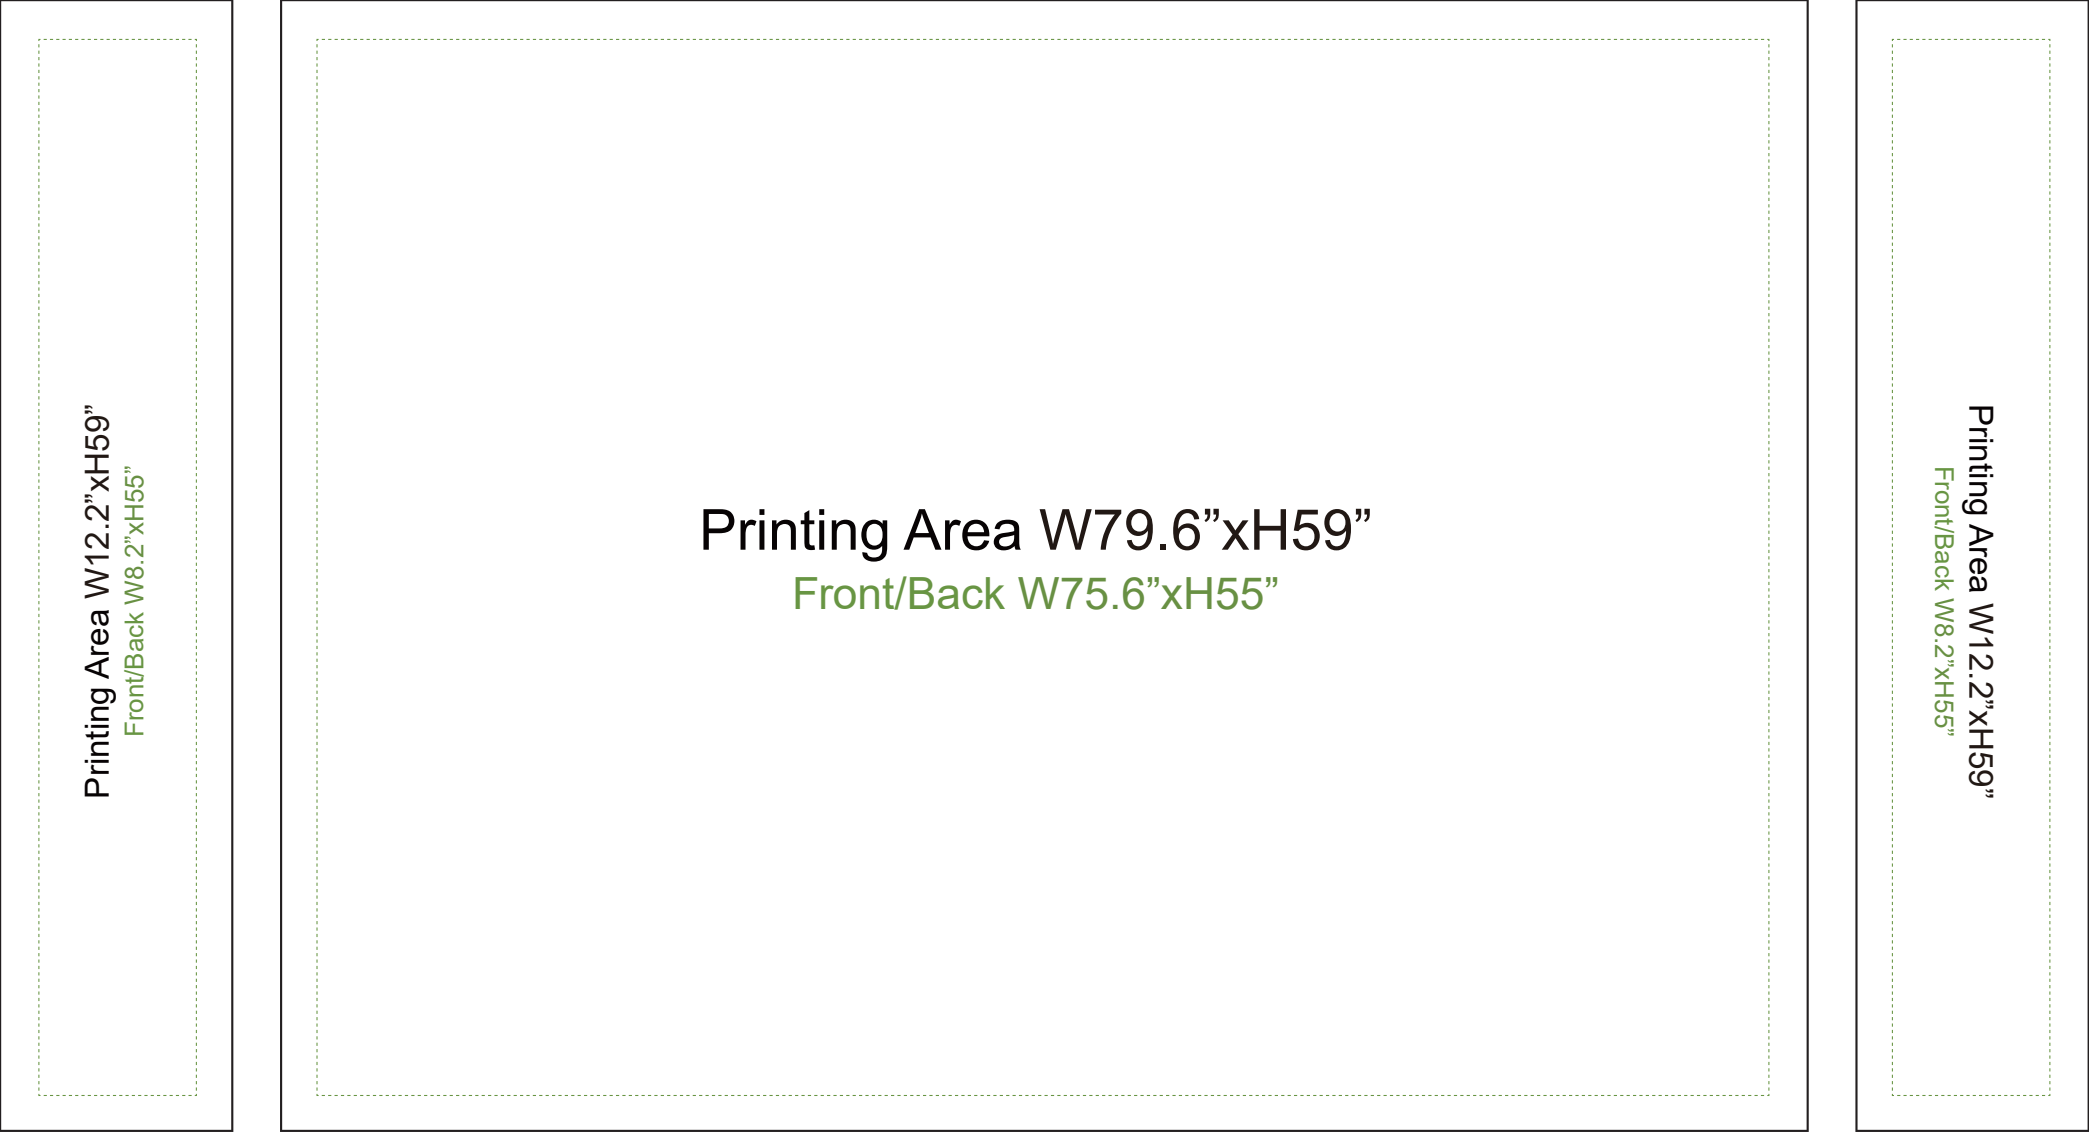 Printing Area W12.2”xH59”
Front/Back W8.2”xH55”
Printing Area W79.6”xH59”
Front/Back W75.6”xH55”
Printing Area W12.2”xH59”
Front/Back W8.2”xH55”